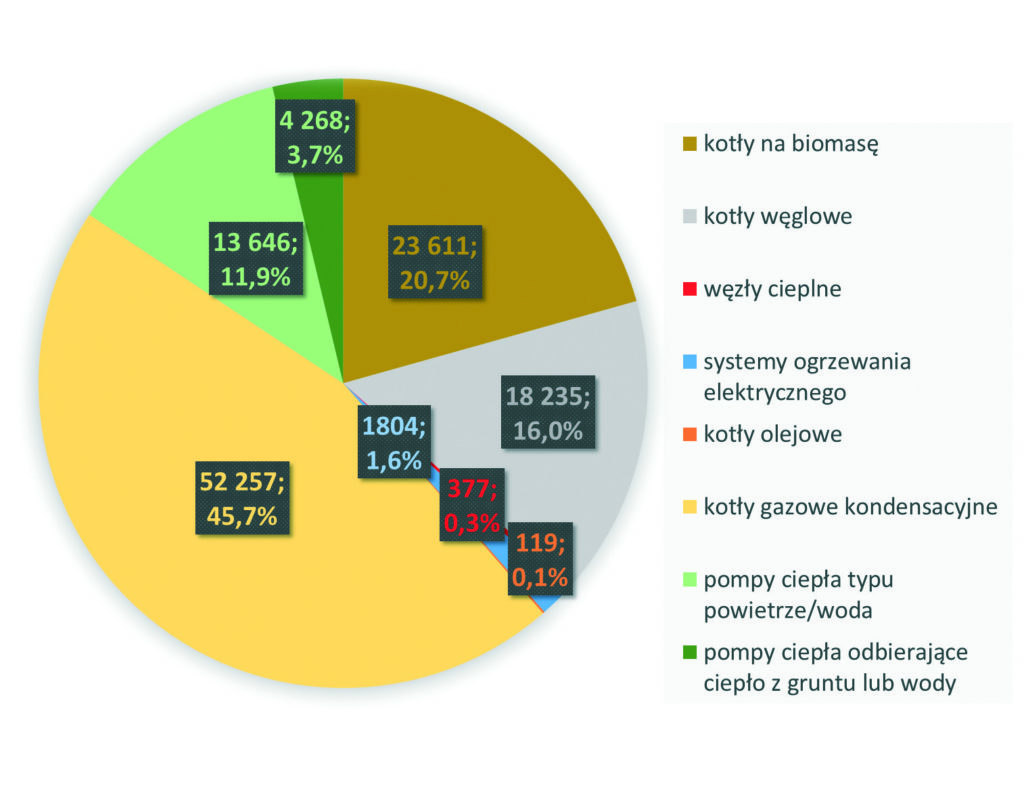 4 268;
3,7%
13 646;
11,9%
23 611;
20,7%
18 235;
16,0%
1804;
1,6%
52 257;
45,7%
377;
0,3%
119;
0,1%
kotły na biomasę
kotły węglowe
węzły cieplne
systemy ogrzewania
elektrycznego
kotły olejowe
kotły gazowe kondensacyjne
pompy ciepła typu
powietrze/woda
pompy ciepła odbierające
ciepło z gruntu lub wody